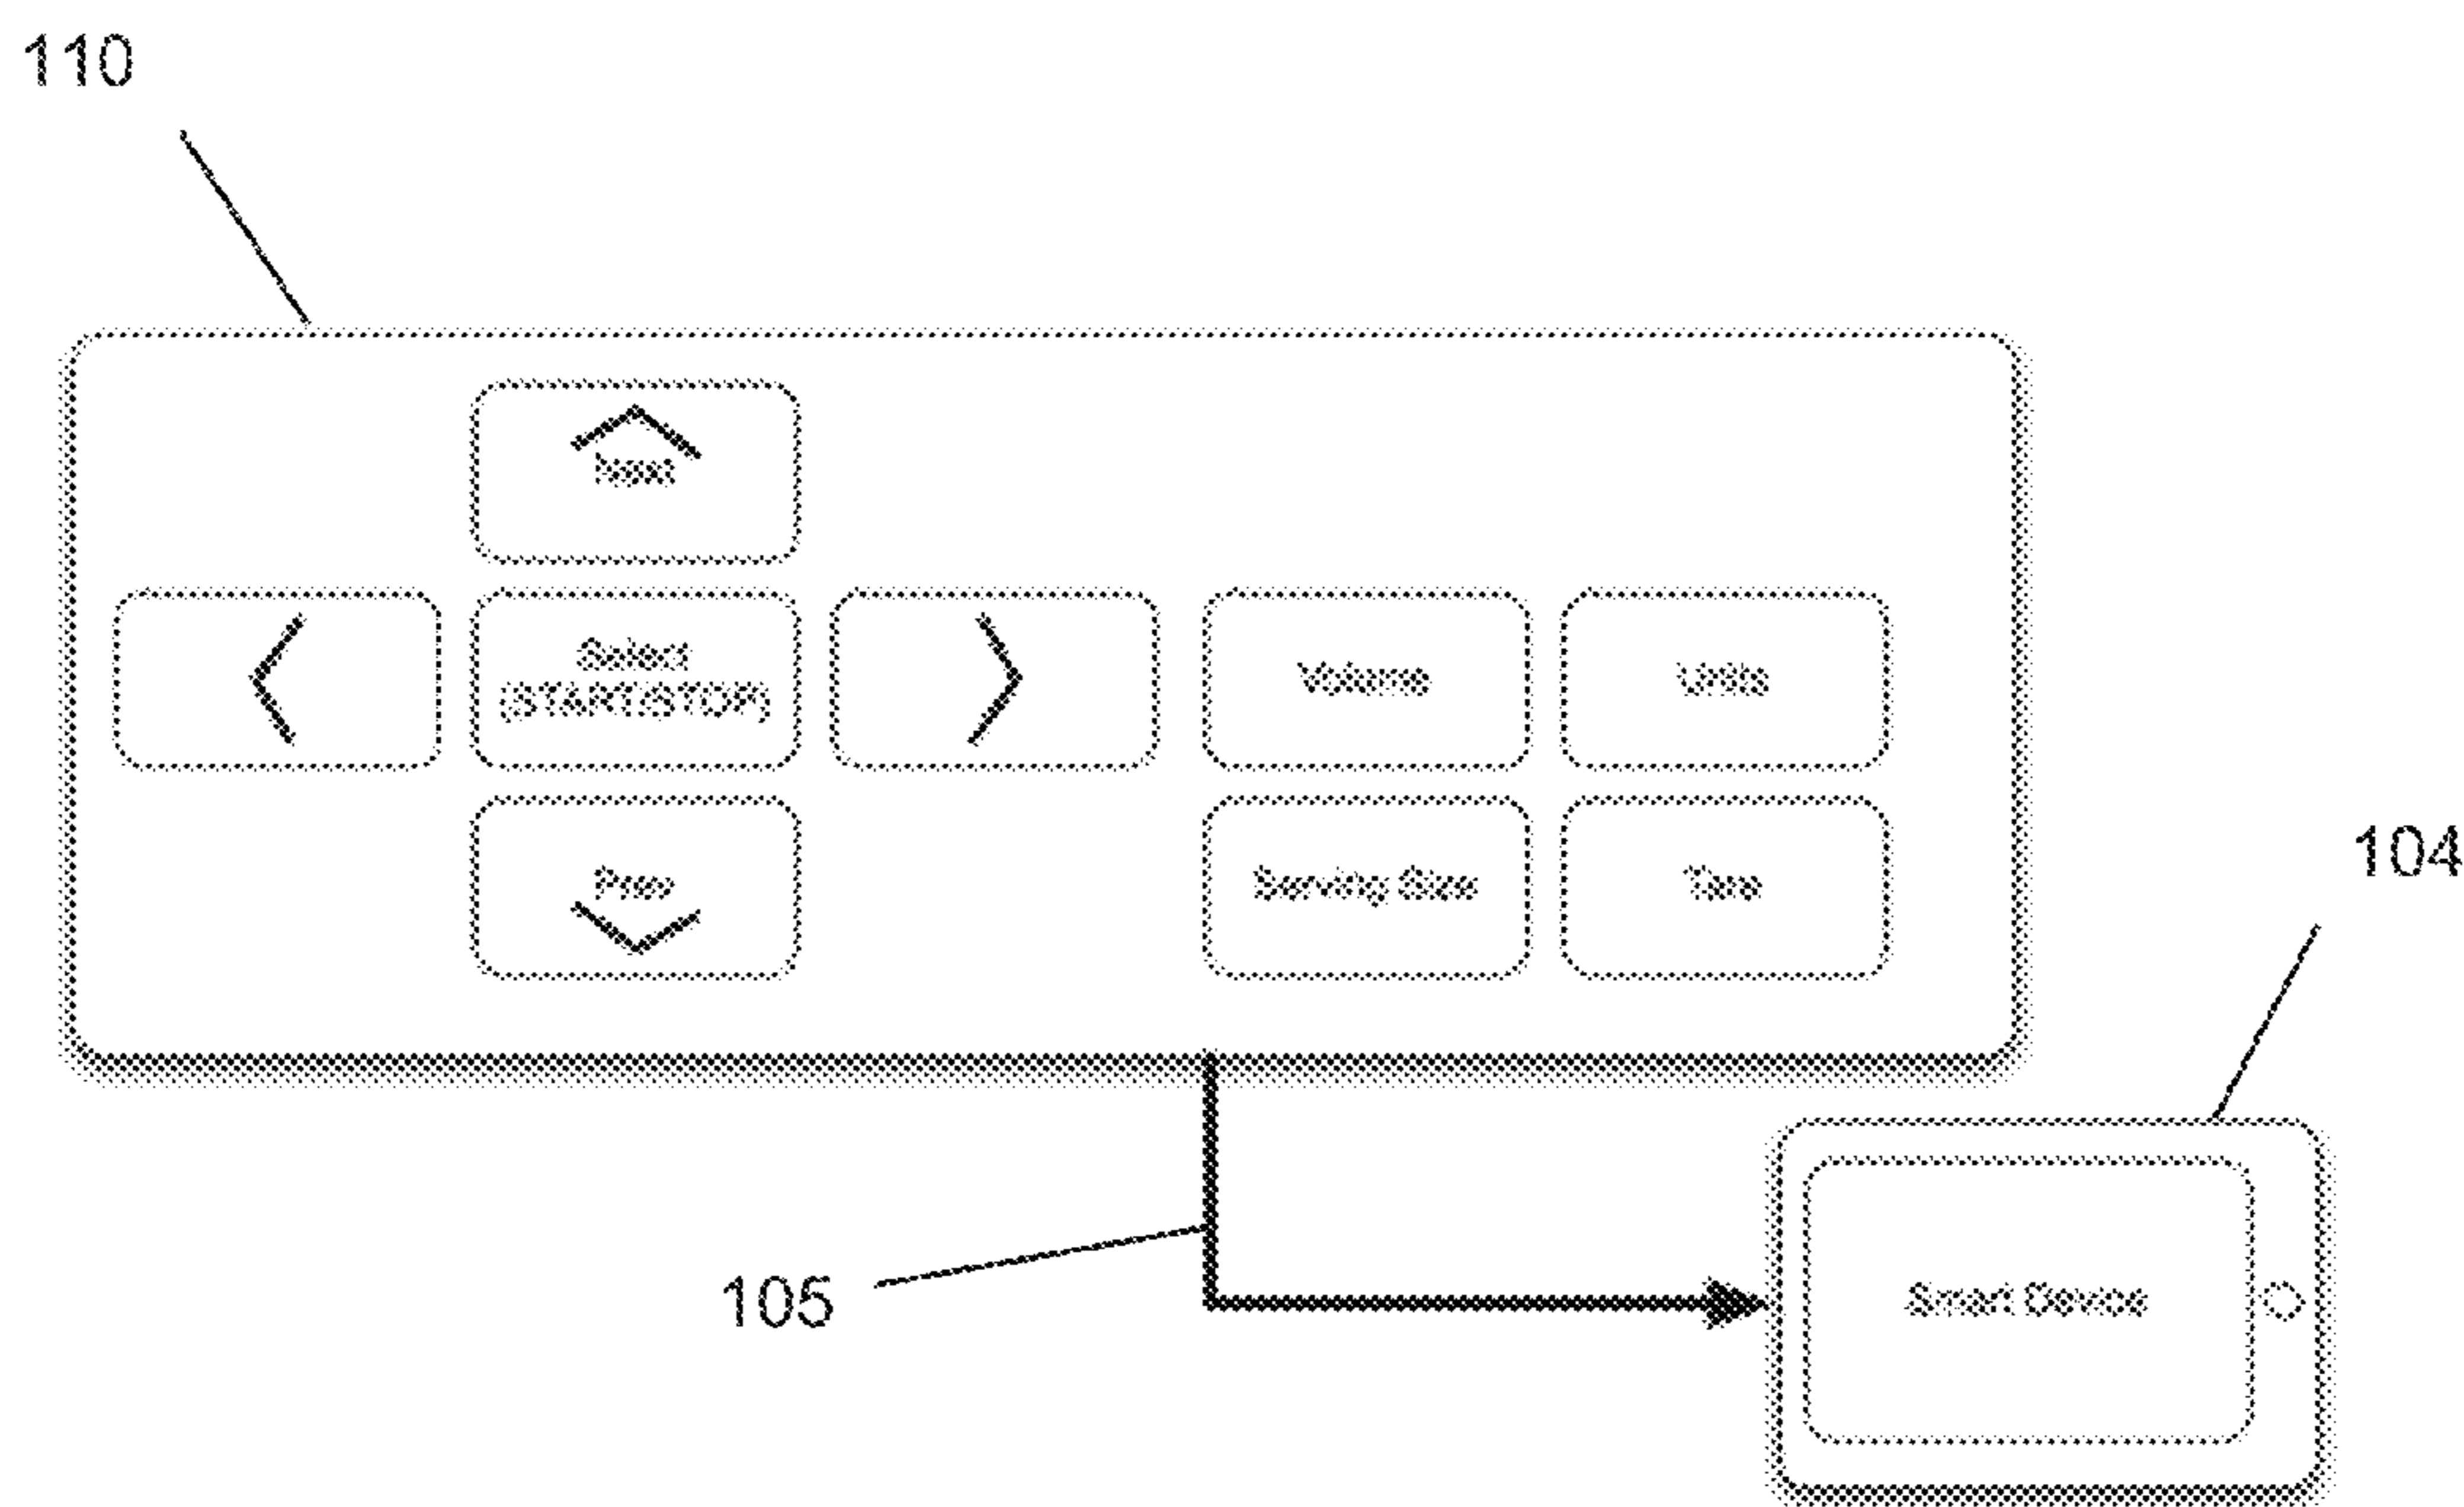 110
Next
Select
(START/STOP)
Volume
Units
Prev
Serving Size
Tare
104
105
Smart Device